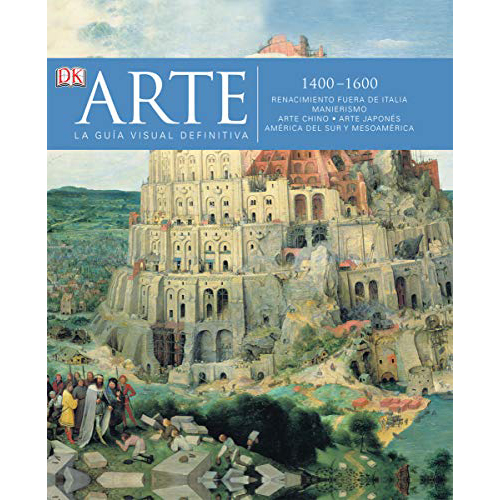 DK
ARTE
LA GUÍA VISUAL DEFINITIVA
1400–1600
RENACIMIENTO FUERA DE ITALIA
MANIERISMO
ARTE CHINO • ARTE JAPONÉS
AMÉRICA DEL SUR Y MESOAMÉRICA